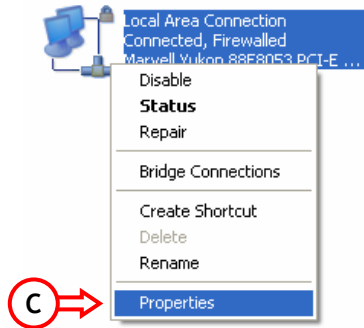 Local Area Connection
Connected, Firewalled
Marvell Yukon 88E8053 PCI-E ...
Disable
Status
Repair
Bridge Connections
Create Shortcut
Delete
Rename
C
Properties